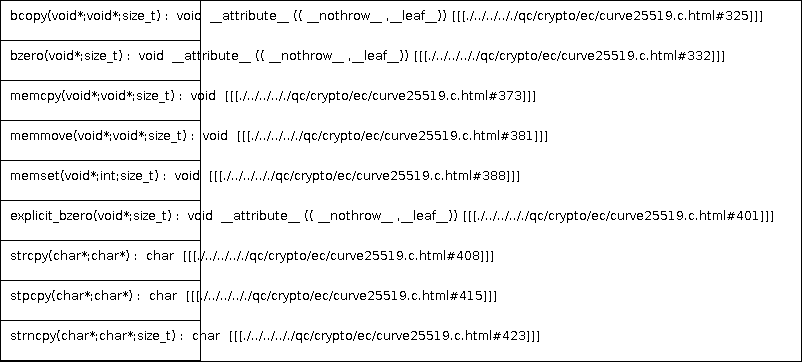 bcopy(void*;void*;size_t) : void __attribute__ (( __nothrow__ ,__leaf__)) [[[./../../../../qc/crypto/ec/curve25519.c.html#325]]]
bzero(void*;size_t) : void __attribute__ (( __nothrow__ ,__leaf__)) [[[./../../../../qc/crypto/ec/curve25519.c.html#332]]]
memcpy(void*;void*;size_t) : void [[[./../../../../qc/crypto/ec/curve25519.c.html#373]]]
memmove(void*;void*;size_t) : void [[[./../../../../qc/crypto/ec/curve25519.c.html#381]]]
memset(void*;int;size_t) : void [[[./../../../../qc/crypto/ec/curve25519.c.html#388]]]
explicit_bzero(void*;size_t) : void __attribute__ (( __nothrow__ ,__leaf__)) [[[./../../../../qc/crypto/ec/curve25519.c.html#401]]]
strcpy(char*;char*) : char [[[./../../../../qc/crypto/ec/curve25519.c.html#408]]]
stpcpy(char*;char*) : char [[[./../../../../qc/crypto/ec/curve25519.c.html#415]]]
strncpy(char*;char*;size_t) : char [[[./../../../../qc/crypto/ec/curve25519.c.html#423]]]